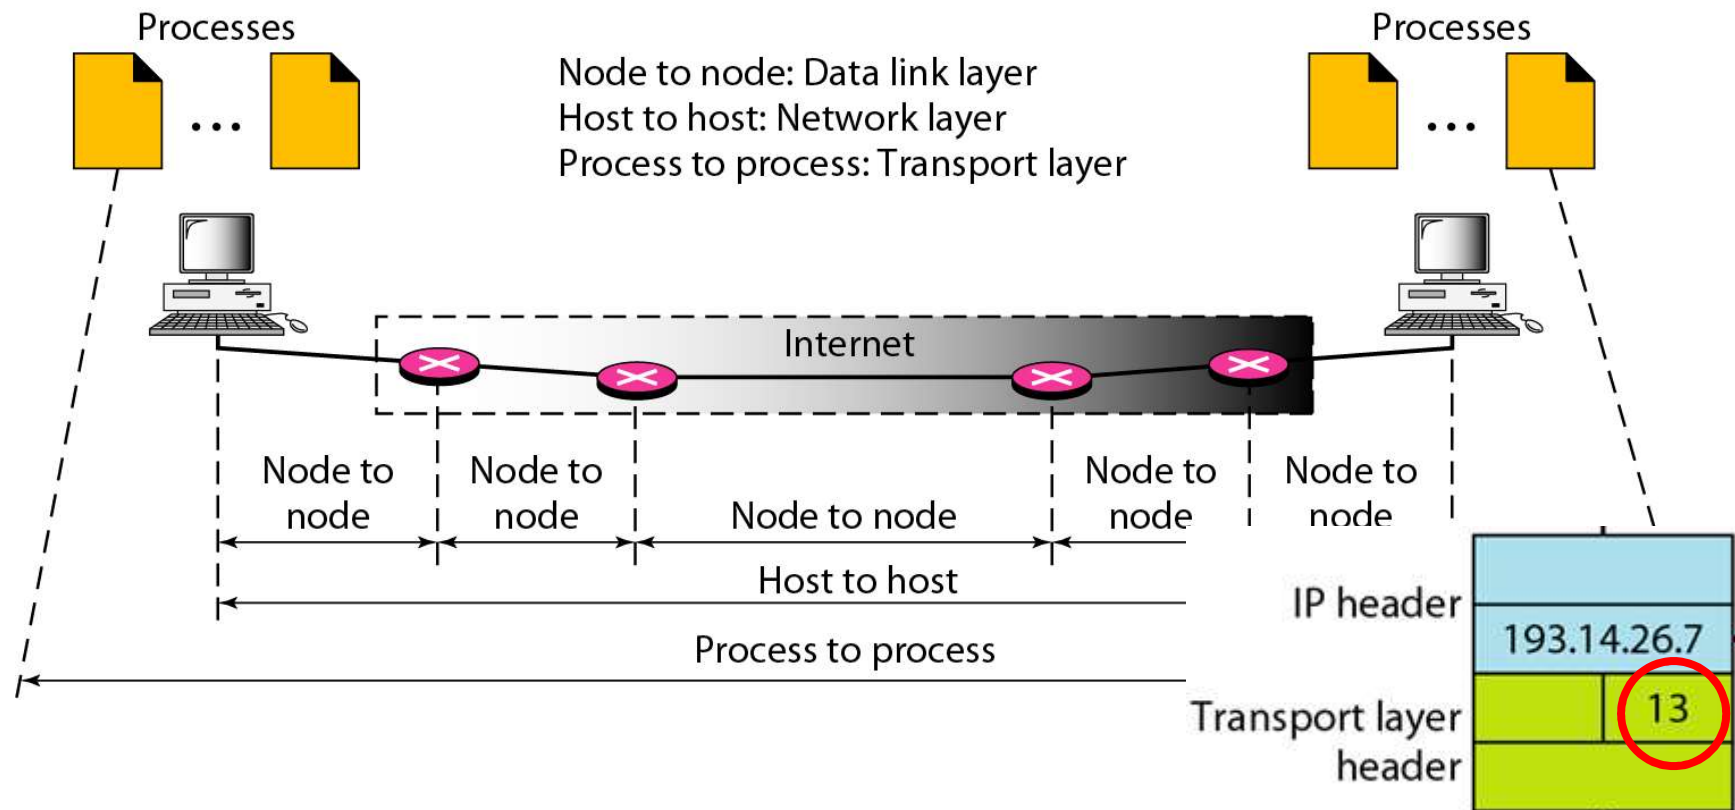 Processes
Processes
Node to node: Data link layer
Host to host: Network layer
Process to process: Transport layer
...
...
Internet
Node to
node
Node to
node
Node to node
Node to
node
Node to
node
Host to host
Process to process
IP header
193.14.26.7
Transport layer
header
13